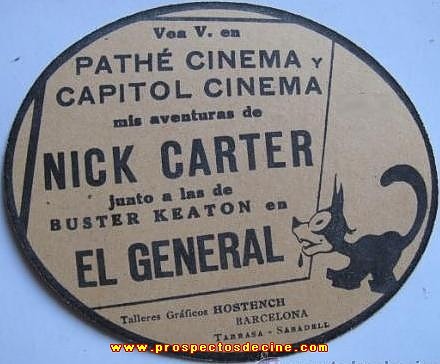 Vea V. en
PATHÉ CINEMA Y
CAPITOL CINEMA
mis aventuras de
NICK CARTER
junto a las de
BUSTER KEATON en
EL GENERAL
Talleres Gráficos HOSTENCH
BARCELONA
TARRASA - SABADELL
www.prospectosdecine.com